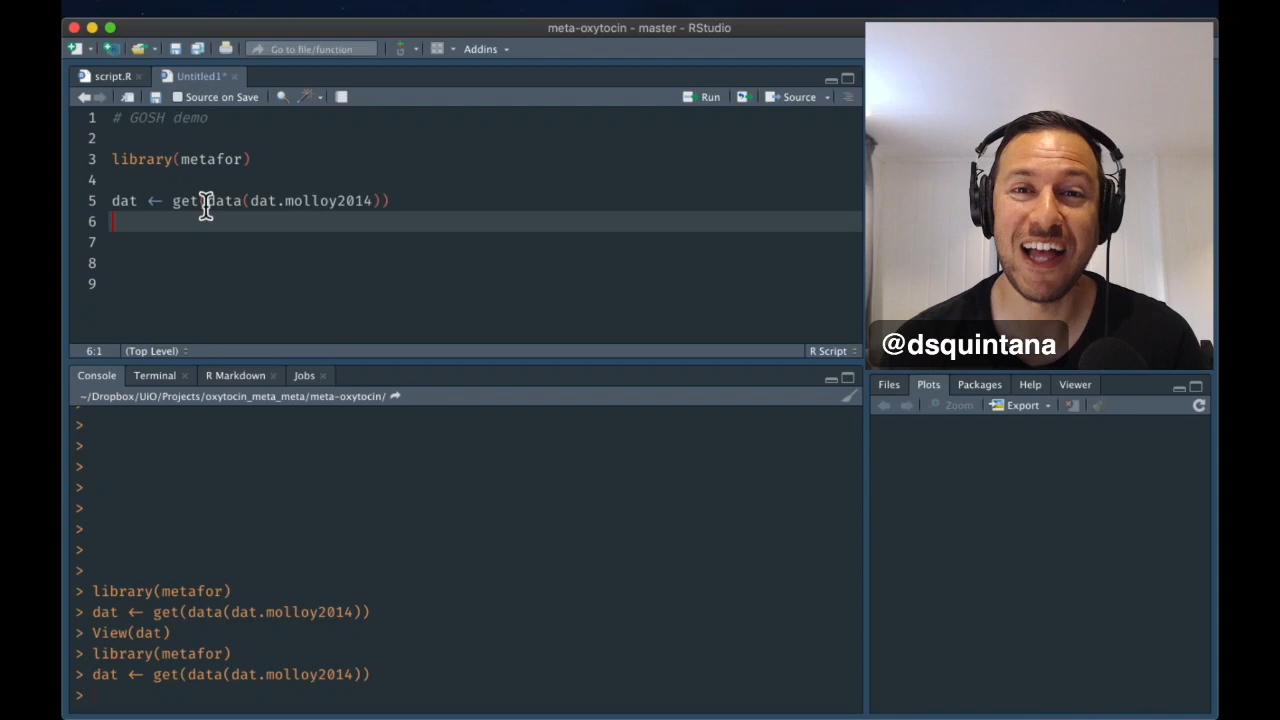 meta-oxytocin - master - RStudio
Go to file/function
Addins
script.R
Untitled1*
Source on Save
Run
Source
1 # GOSH demo
2
3 library(metafor)
4
5 dat ← get(data(dat.molloy2014))
6
7
8
9
6:1 (Top Level)
R Script
@dsquintana
Console Terminal R Markdown Jobs
~/Dropbox/UiO/Projects/oxytocin_meta_meta/meta-oxytocin/
>
>
>
>
>
>
>
>
> library(metafor)
> dat ← get(data(dat.molloy2014))
> View(dat)
> library(metafor)
> dat ← get(data(dat.molloy2014))
>
Files Plots Packages Help Viewer
Zoom Export